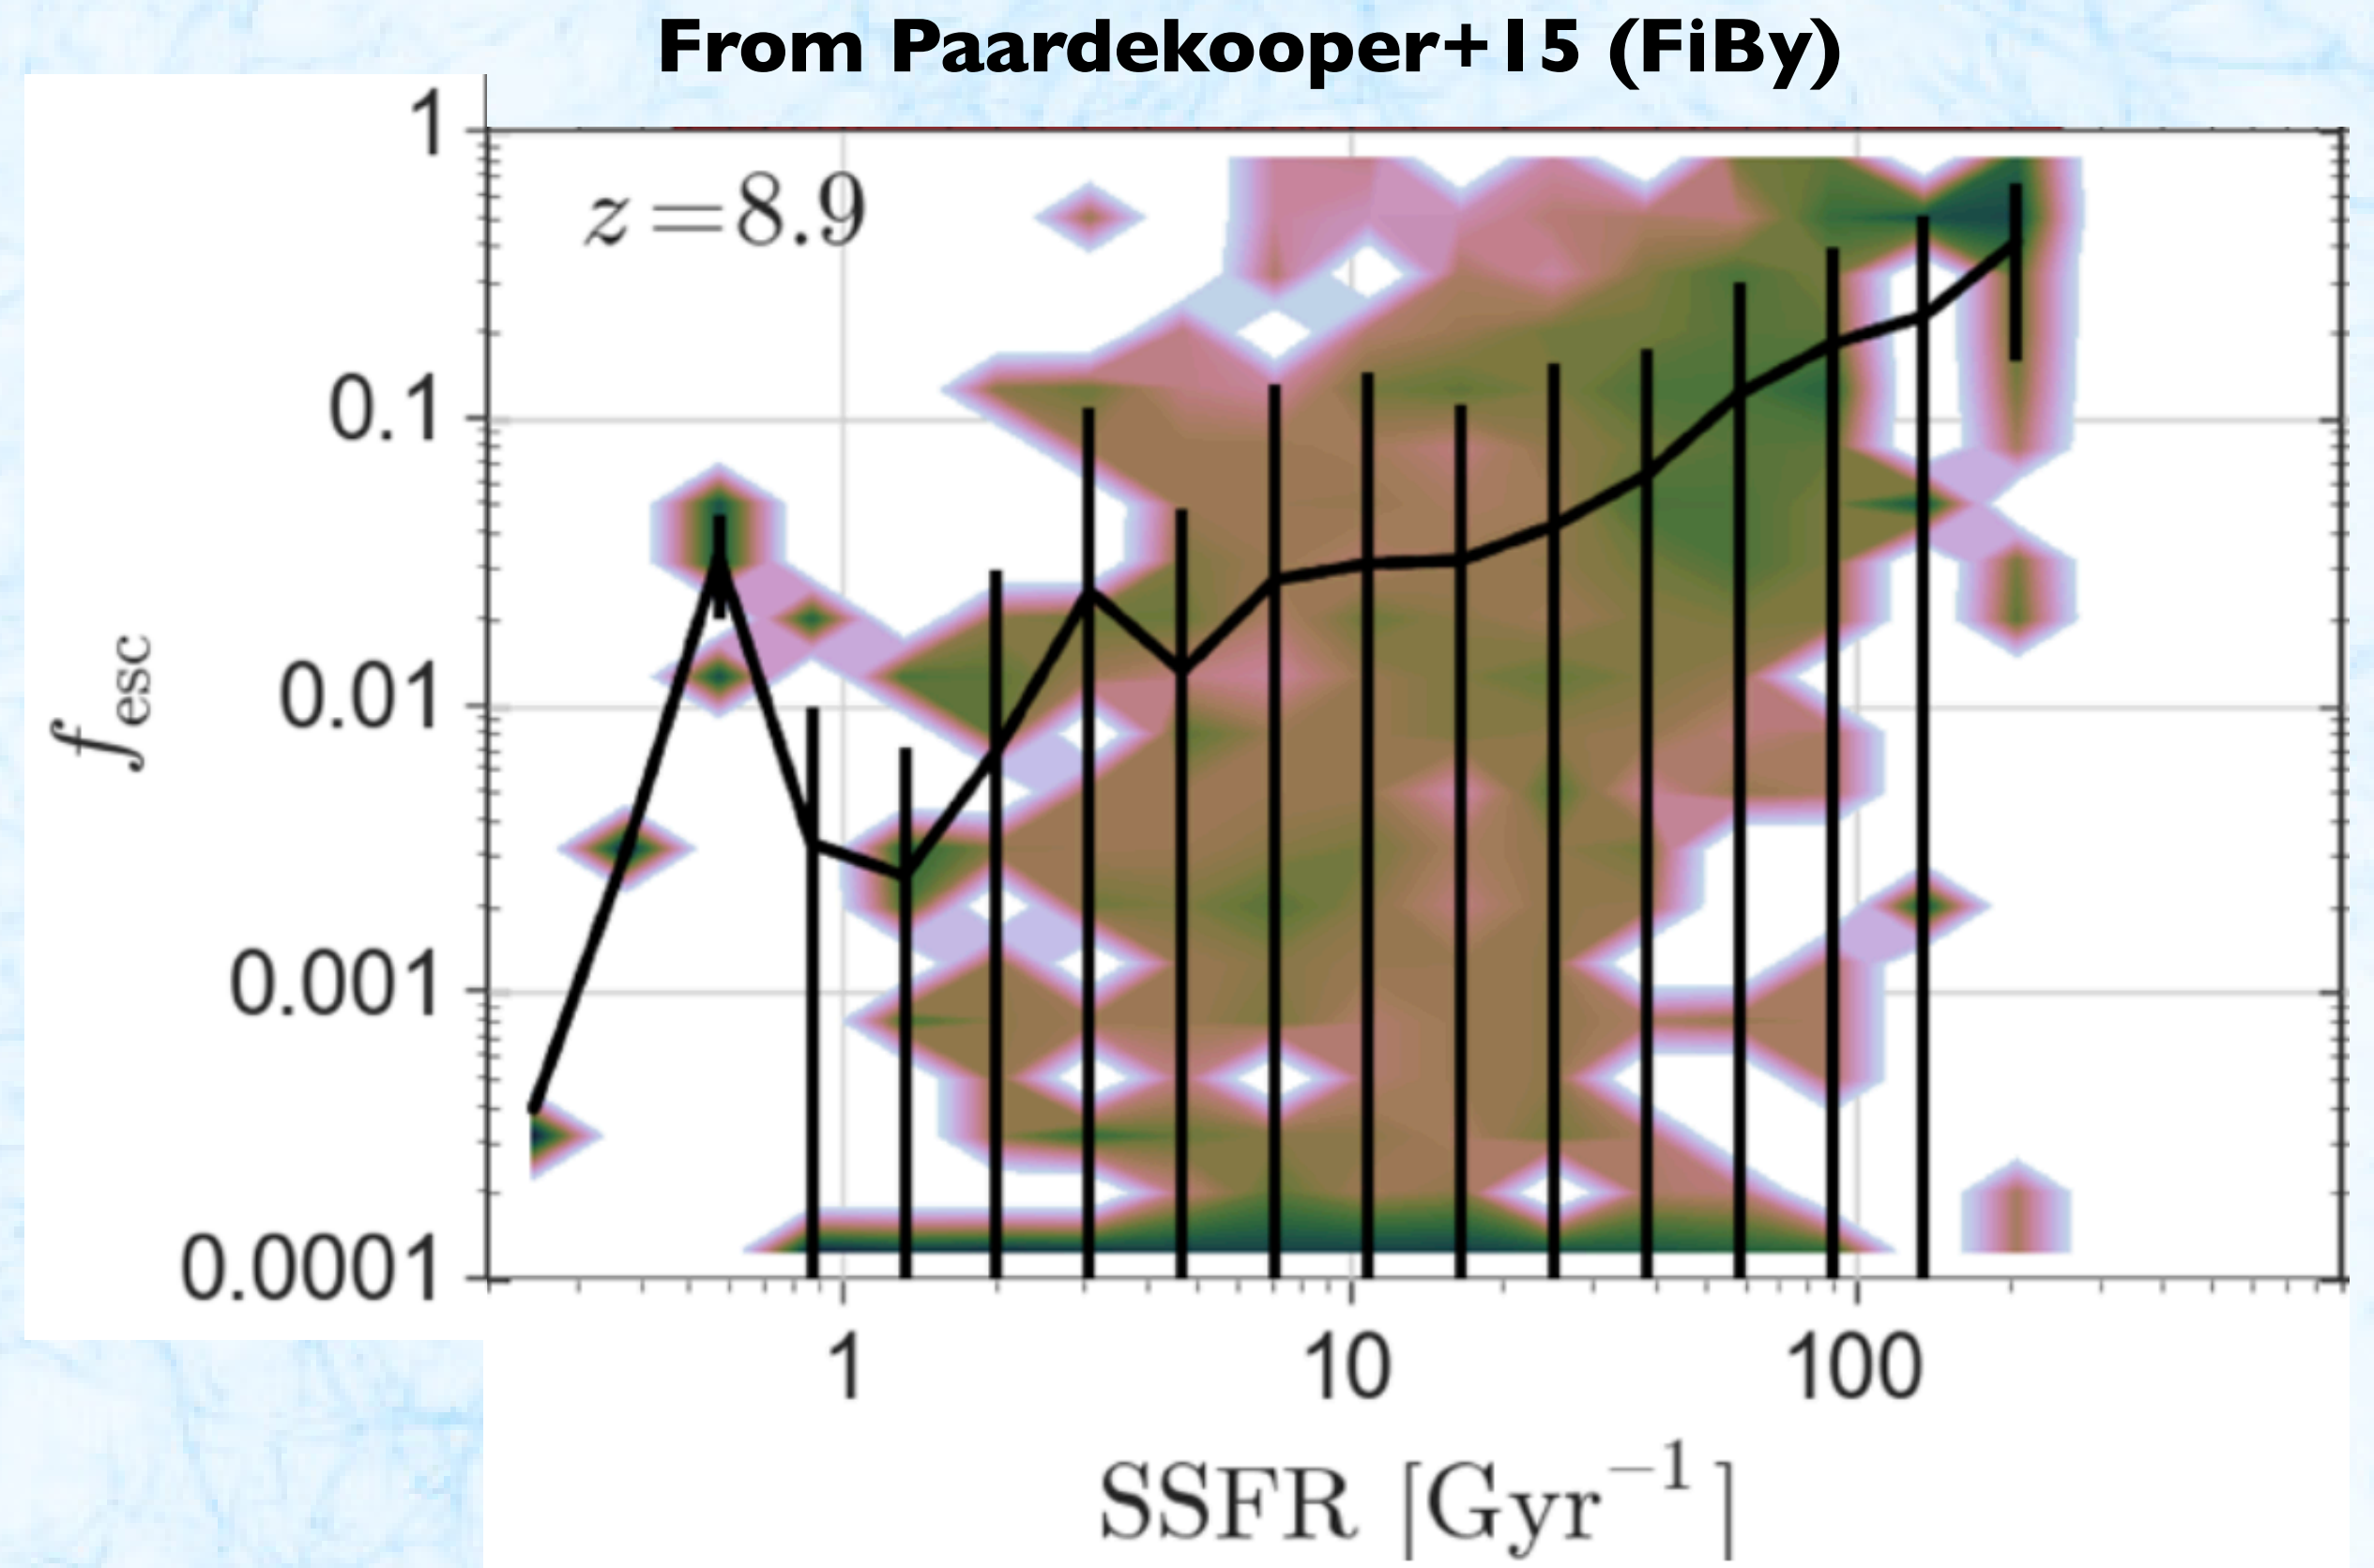 From Paardekooper+15 (FiBy)
1
z=8.9
0.1
0.01
f_esc
0.001
0.0001
1 10 100
SSFR [Gyr⁻¹]